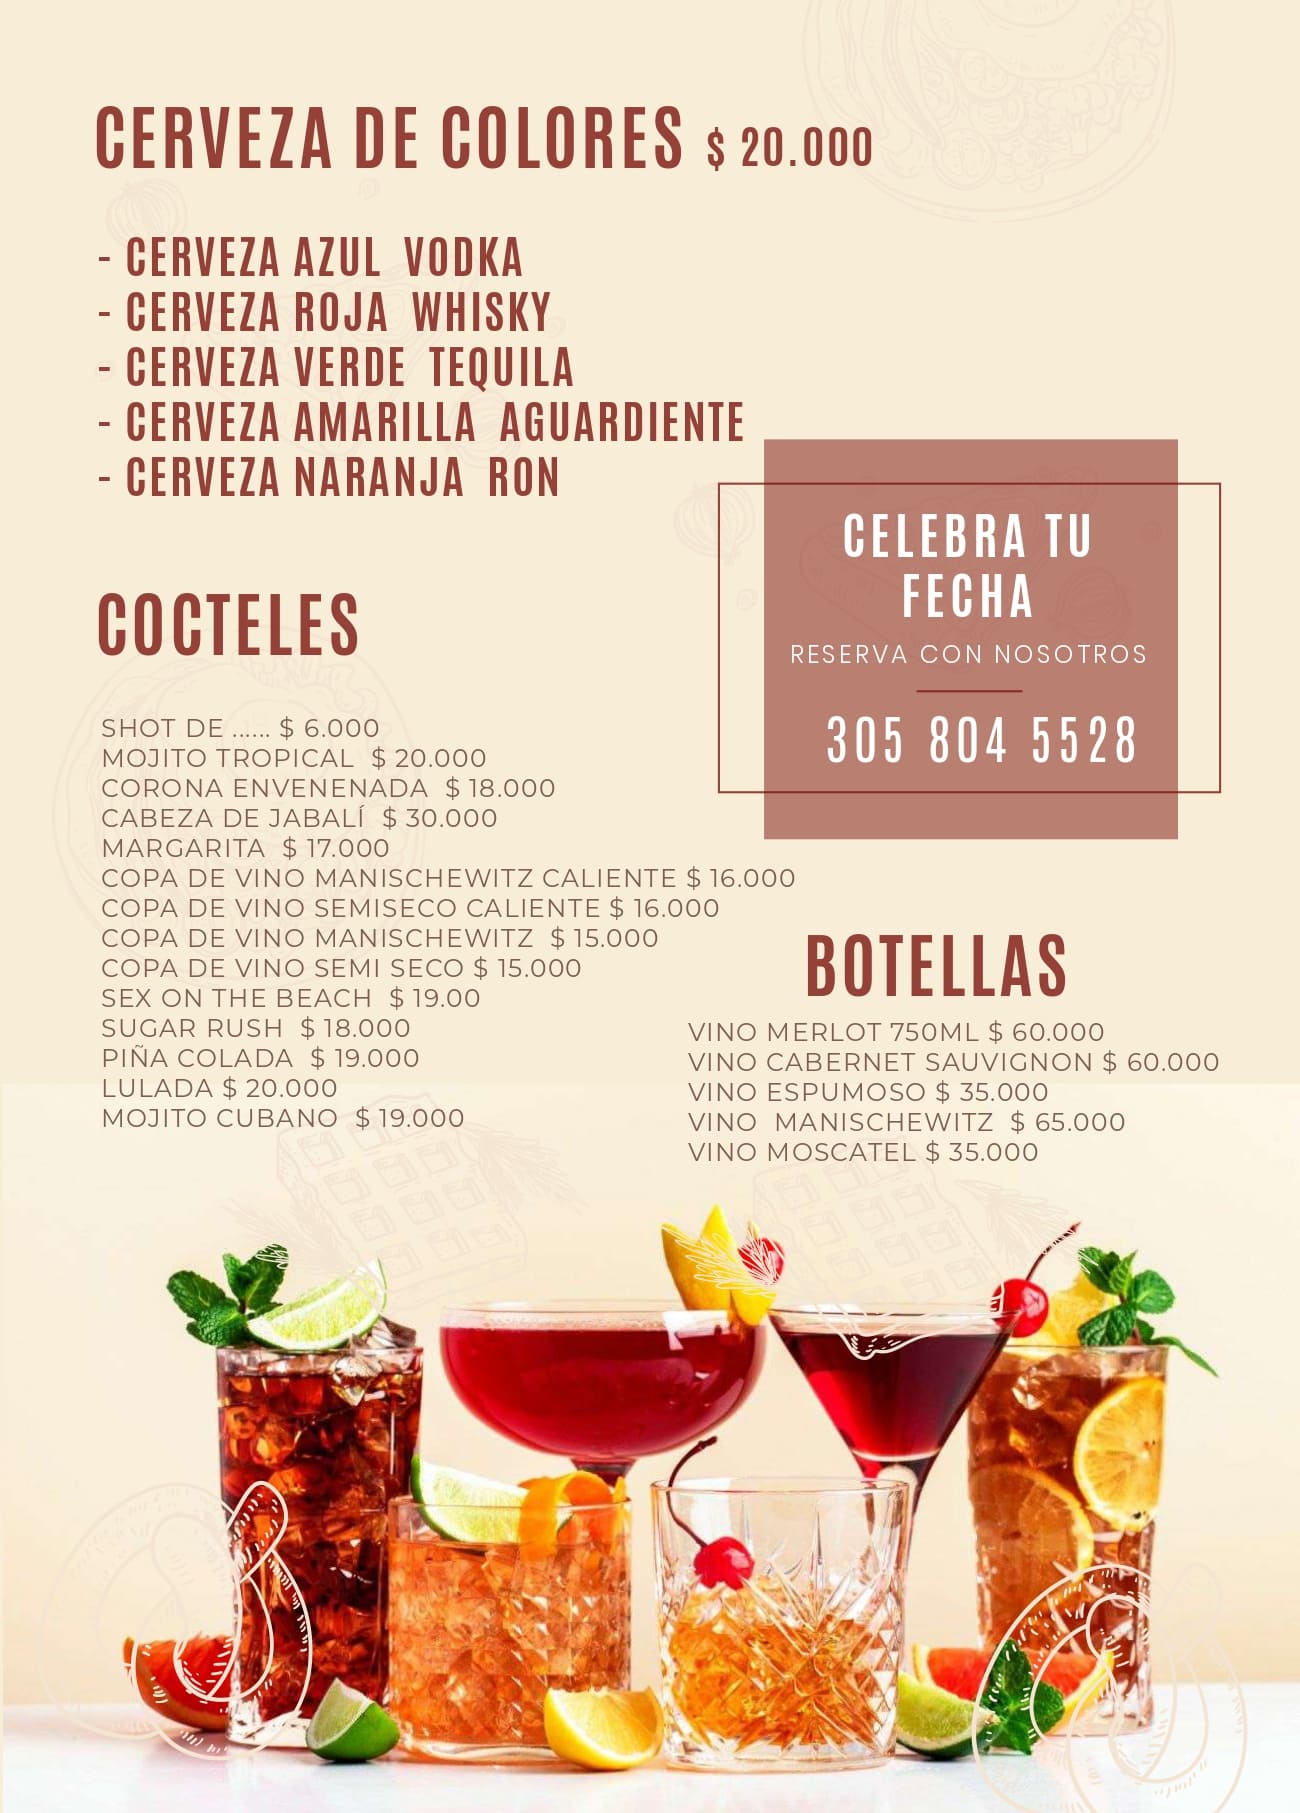 CERVEZA DE COLORES $ 20.000
- CERVEZA AZUL VODKA
- CERVEZA ROJA WHISKY
- CERVEZA VERDE TEQUILA
- CERVEZA AMARILLA AGUARDIENTE
- CERVEZA NARANJA RON
CELEBRA TU
FECHA
RESERVA CON NOSOTROS
305 804 5528
COCTELES
SHOT DE ...... $ 6.000
MOJITO TROPICAL $ 20.000
CORONA ENVENENADA $ 18.000
CABEZA DE JABALÍ $ 30.000
MARGARITA $ 17.000
COPA DE VINO MANISCHEWITZ CALIENTE $ 16.000
COPA DE VINO SEMISECO CALIENTE $ 16.000
COPA DE VINO MANISCHEWITZ $ 15.000
COPA DE VINO SEMI SECO $ 15.000
SEX ON THE BEACH $ 19.00
SUGAR RUSH $ 18.000
PIÑA COLADA $ 19.000
LULADA $ 20.000
MOJITO CUBANO $ 19.000
BOTELLAS
VINO MERLOT 750ML $ 60.000
VINO CABERNET SAUVIGNON $ 60.000
VINO ESPUMOSO $ 35.000
VINO MANISCHEWITZ $ 65.000
VINO MOSCATEL $ 35.000